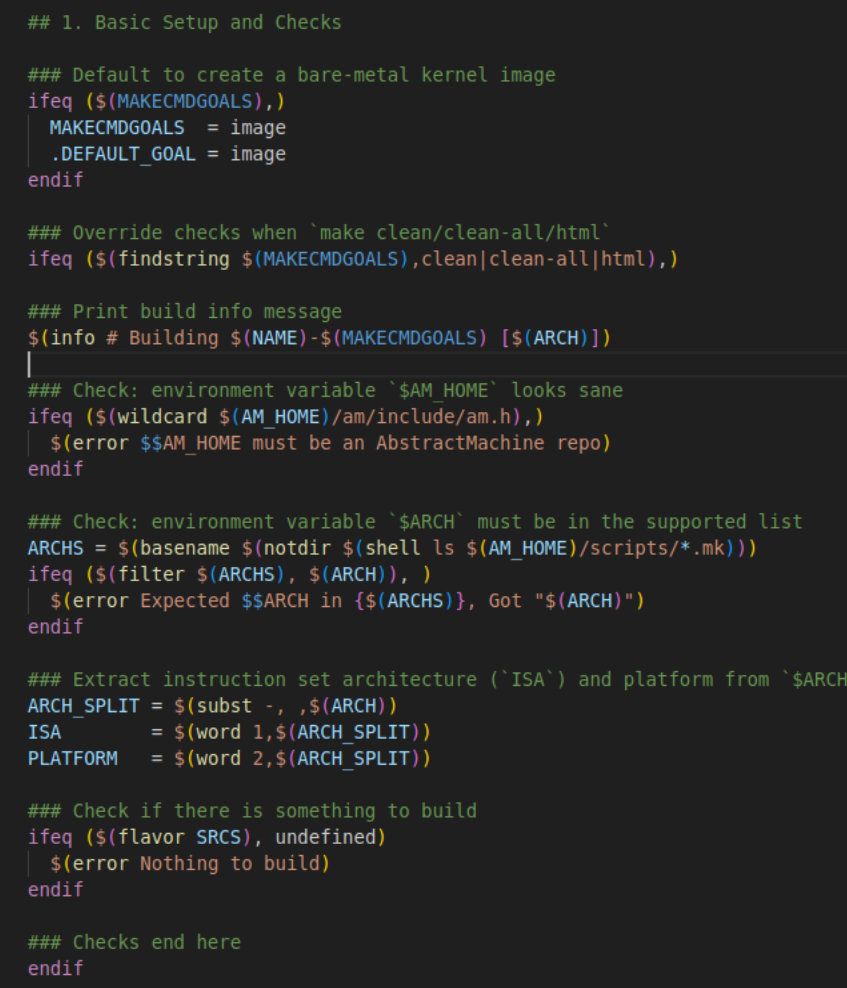 ## 1. Basic Setup and Checks
### Default to create a bare-metal kernel image
ifeq ($(MAKECMDGOALS),)
  MAKECMDGOALS  = image
  .DEFAULT_GOAL = image
endif
### Override checks when `make clean/clean-all/html`
ifeq ($(findstring $(MAKECMDGOALS),clean|clean-all|html),)
### Print build info message
$(info # Building $(NAME)-$(MAKECMDGOALS) [$(ARCH)])
### Check: environment variable `$AM_HOME` looks sane
ifeq ($(wildcard $(AM_HOME)/am/include/am.h),)
  $(error $$AM_HOME must be an AbstractMachine repo)
endif
### Check: environment variable `$ARCH` must be in the supported list
ARCHS = $(basename $(notdir $(shell ls $(AM_HOME)/scripts/*.mk)))
ifeq ($(filter $(ARCHS), $(ARCH)), )
  $(error Expected $$ARCH in {$(ARCHS)}, Got "$(ARCH)")
endif
### Extract instruction set architecture (`ISA`) and platform from `$ARCH
ARCH_SPLIT = $(subst -, ,$(ARCH))
ISA        = $(word 1,$(ARCH_SPLIT))
PLATFORM   = $(word 2,$(ARCH_SPLIT))
### Check if there is something to build
ifeq ($(flavor SRCS), undefined)
  $(error Nothing to build)
endif
### Checks end here
endif